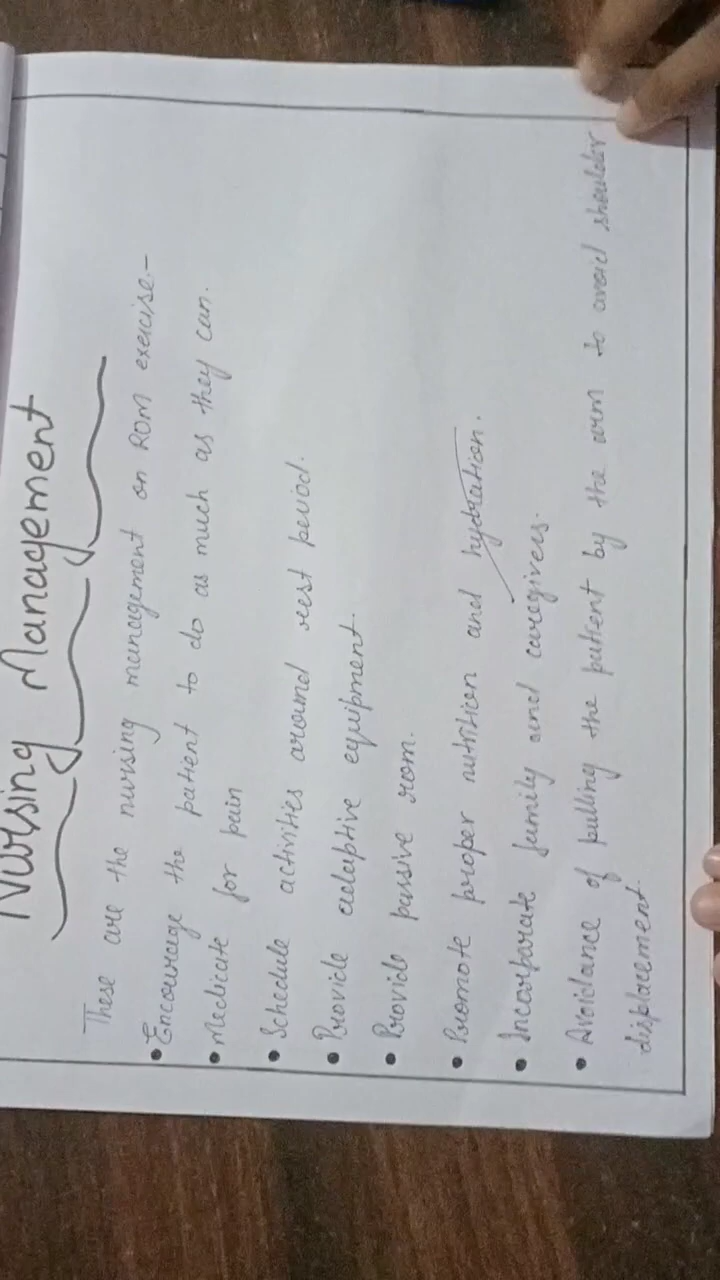 Nursing Management
These are the nursing management on ROM exercise:-
• Encourage the patient to do as much as they can.
• Medicate for pain
• Schedule activities around rest period.
• Provide adaptive equipment.
• Provide passive rom.
• Promote proper nutrition and hydration.
• Incorparate family and caregivers.
• Avoidance of pulling the patient by the arm to avoid shoulder
displacement.